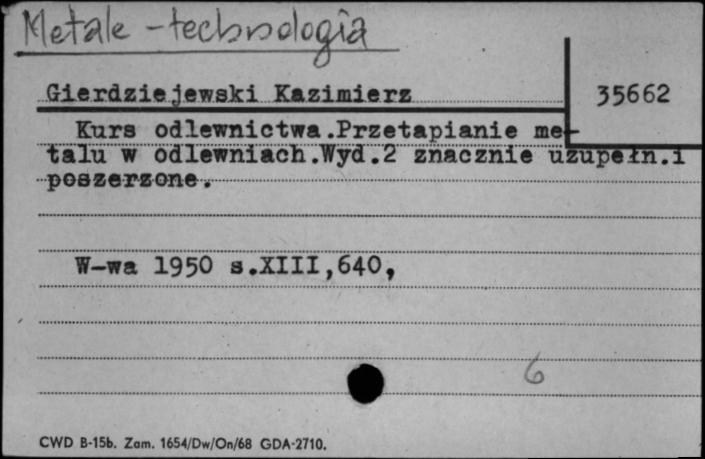 Metale - technologia
Gierdziejewski Kazimierz 35662
Kurs odlewnictwa.Przetapianie me-
talu w odlewniach.Wyd.2 znacznie uzupełn.i
poszerzone.
W-wa 1950 s.XIII,640,
6
CWD B-15b. Zam. 1654/Dw/On/68 GDA-2710.